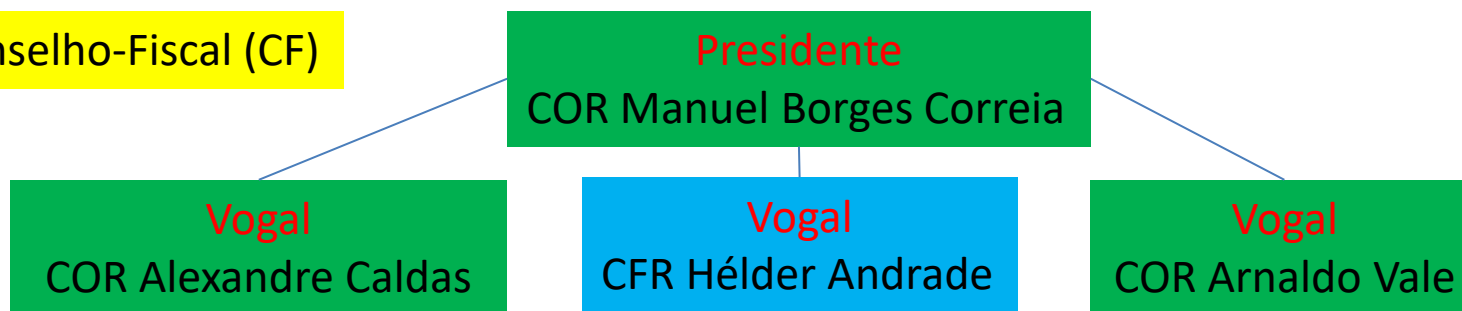 nselho-Fiscal (CF)
Presidente
COR Manuel Borges Correia
Vogal
COR Alexandre Caldas
Vogal
CFR Hélder Andrade
Vogal
COR Arnaldo Vale